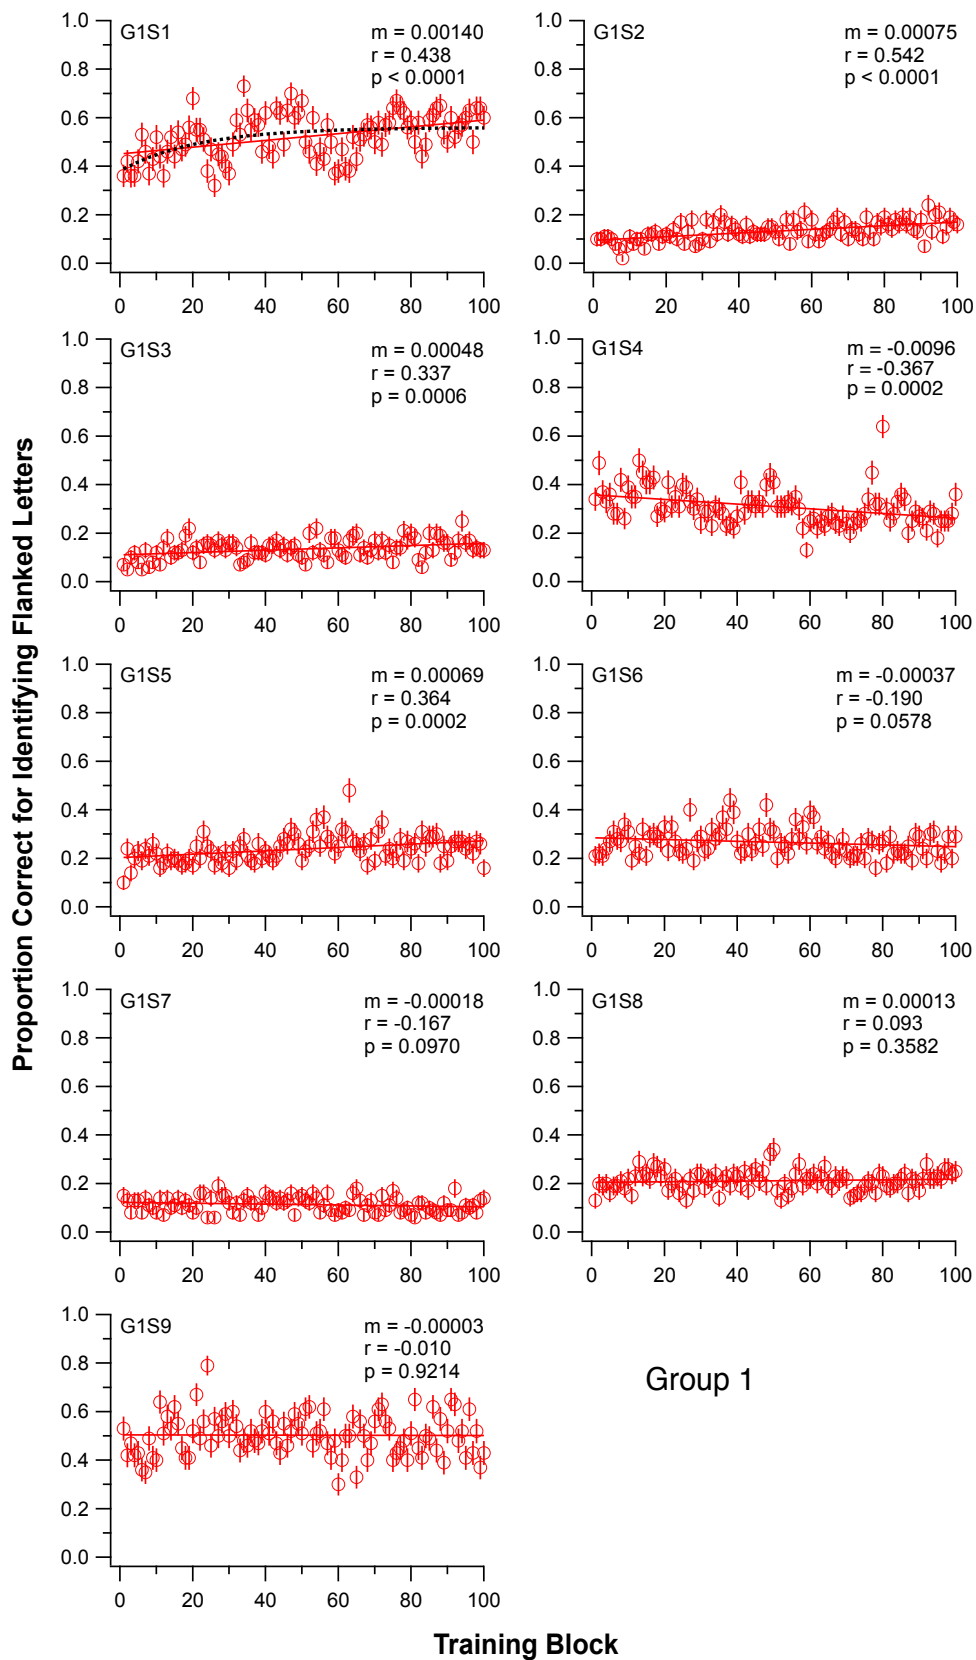 G1S1
m = 0.00140
r = 0.438
p < 0.0001
1.0
0.8
0.6
0.4
0.2
0.0
0 20 40 60 80 100
G1S2
m = 0.00075
r = 0.542
p < 0.0001
1.0
0.8
0.6
0.4
0.2
0.0
0 20 40 60 80 100
G1S3
m = 0.00048
r = 0.337
p = 0.0006
1.0
0.8
0.6
0.4
0.2
0.0
0 20 40 60 80 100
G1S4
m = -0.0096
r = -0.367
p = 0.0002
1.0
0.8
0.6
0.4
0.2
0.0
0 20 40 60 80 100
G1S5
m = 0.00069
r = 0.364
p = 0.0002
1.0
0.8
0.6
0.4
0.2
0.0
0 20 40 60 80 100
G1S6
m = -0.00037
r = -0.190
p = 0.0578
1.0
0.8
0.6
0.4
0.2
0.0
0 20 40 60 80 100
G1S7
m = -0.00018
r = -0.167
p = 0.0970
1.0
0.8
0.6
0.4
0.2
0.0
0 20 40 60 80 100
G1S8
m = 0.00013
r = 0.093
p = 0.3582
1.0
0.8
0.6
0.4
0.2
0.0
0 20 40 60 80 100
G1S9
m = -0.00003
r = -0.010
p = 0.9214
1.0
0.8
0.6
0.4
0.2
0.0
0 20 40 60 80 100
Group 1
Proportion Correct for Identifying Flanked Letters
Training Block